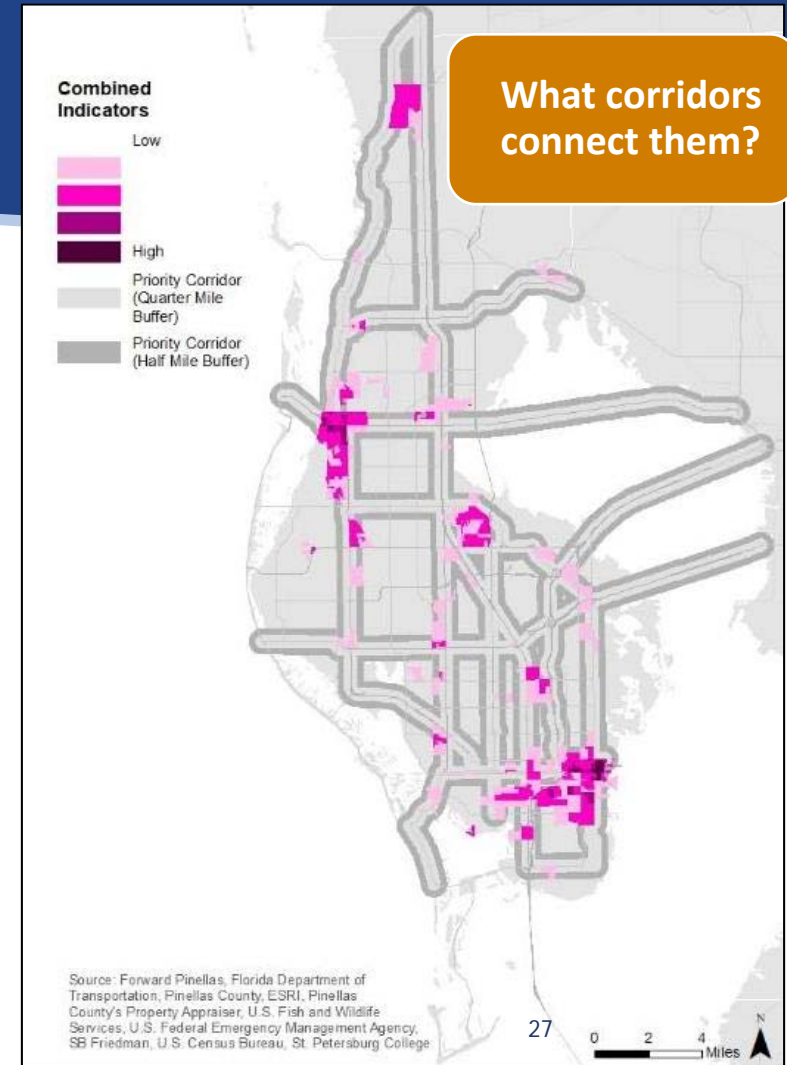 What corridors
connect them?
Combined
Indicators
Low
High
Priority Corridor
(Quarter Mile
Buffer)
Priority Corridor
(Half Mile Buffer)
Source: Forward Pinellas, Florida Department of
Transportation, Pinellas County, ESRI, Pinellas
County's Property Appraiser, U.S. Fish and Wildlife
Services, U.S. Federal Emergency Management Agency,
SB Friedman, U.S. Census Bureau, St. Petersburg College
27
0 2 4
Miles
N